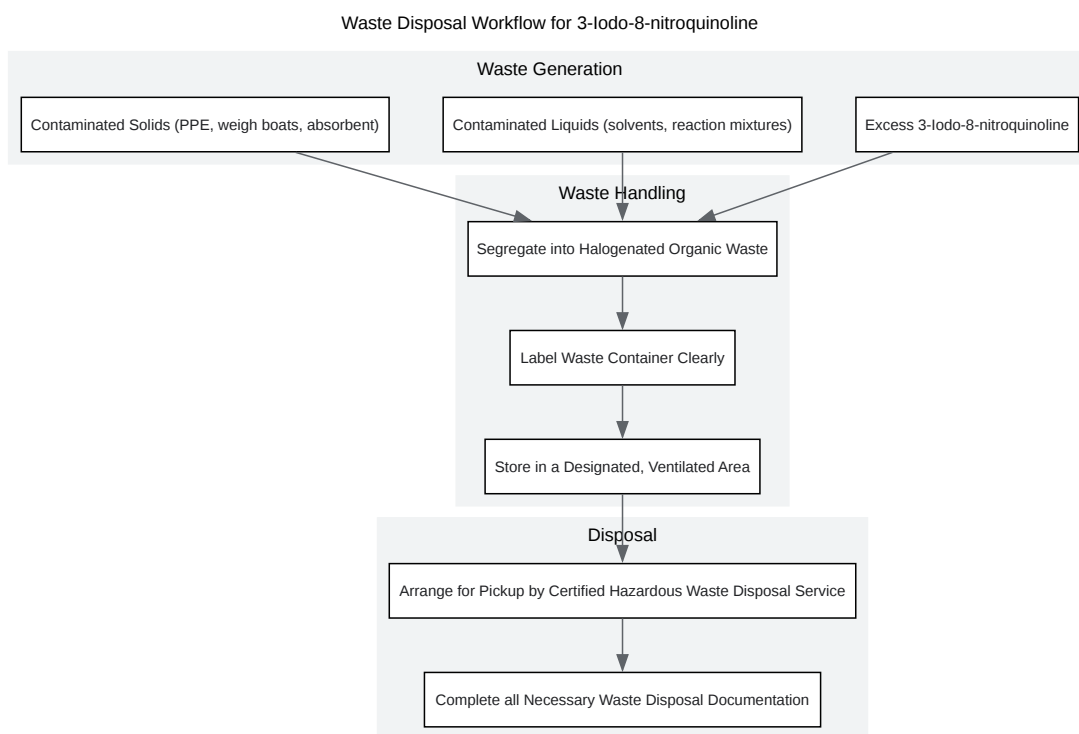 Waste Disposal Workflow for 3-Iodo-8-nitroquinoline
Waste Generation
Contaminated Solids (PPE, weigh boats, absorbent)
Contaminated Liquids (solvents, reaction mixtures)
Excess 3-Iodo-8-nitroquinoline
Waste Handling
Segregate into Halogenated Organic Waste
Label Waste Container Clearly
Store in a Designated, Ventilated Area
Disposal
Arrange for Pickup by Certified Hazardous Waste Disposal Service
Complete all Necessary Waste Disposal Documentation